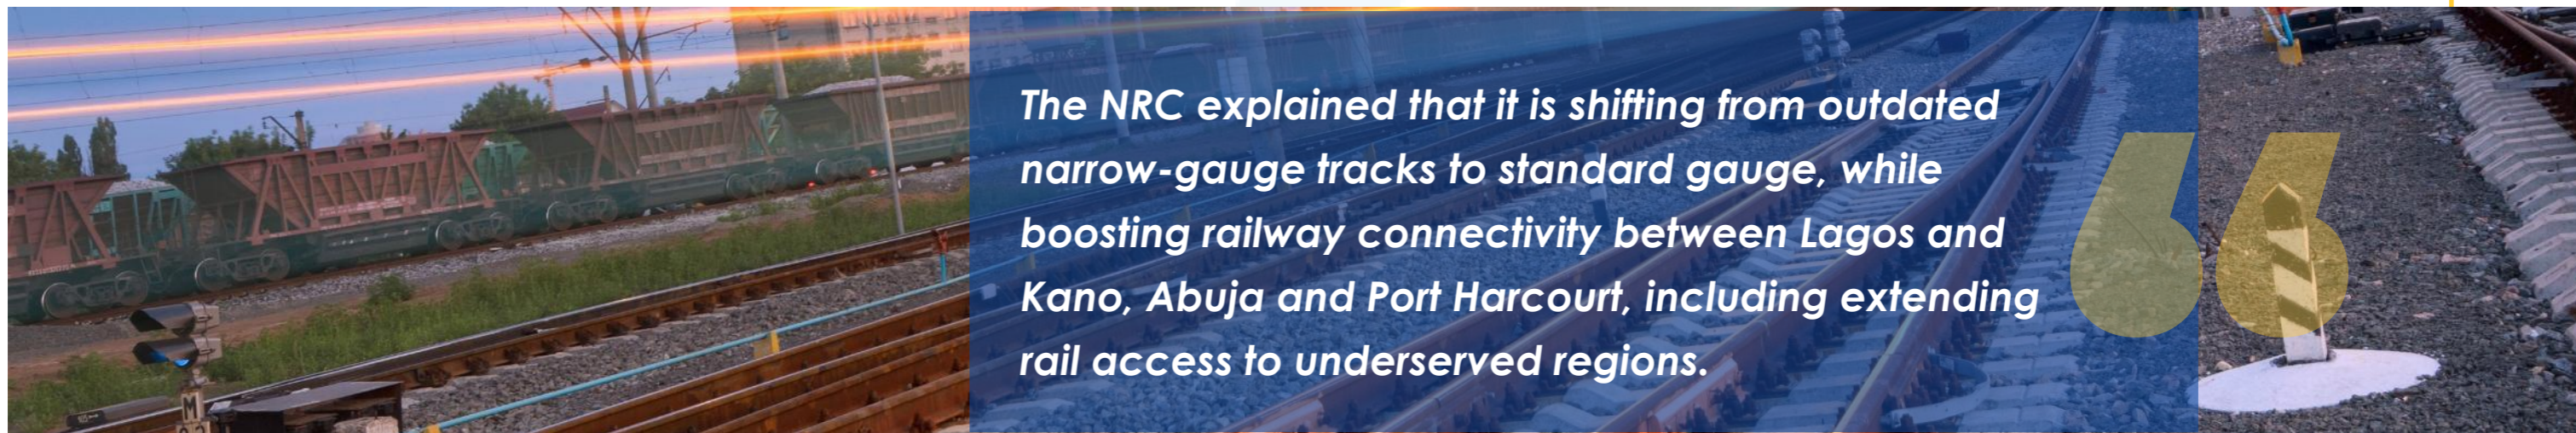 The NRC explained that it is shifting from outdated
narrow-gauge tracks to standard gauge, while
boosting railway connectivity between Lagos and
Kano, Abuja and Port Harcourt, including extending
rail access to underserved regions.
“
M